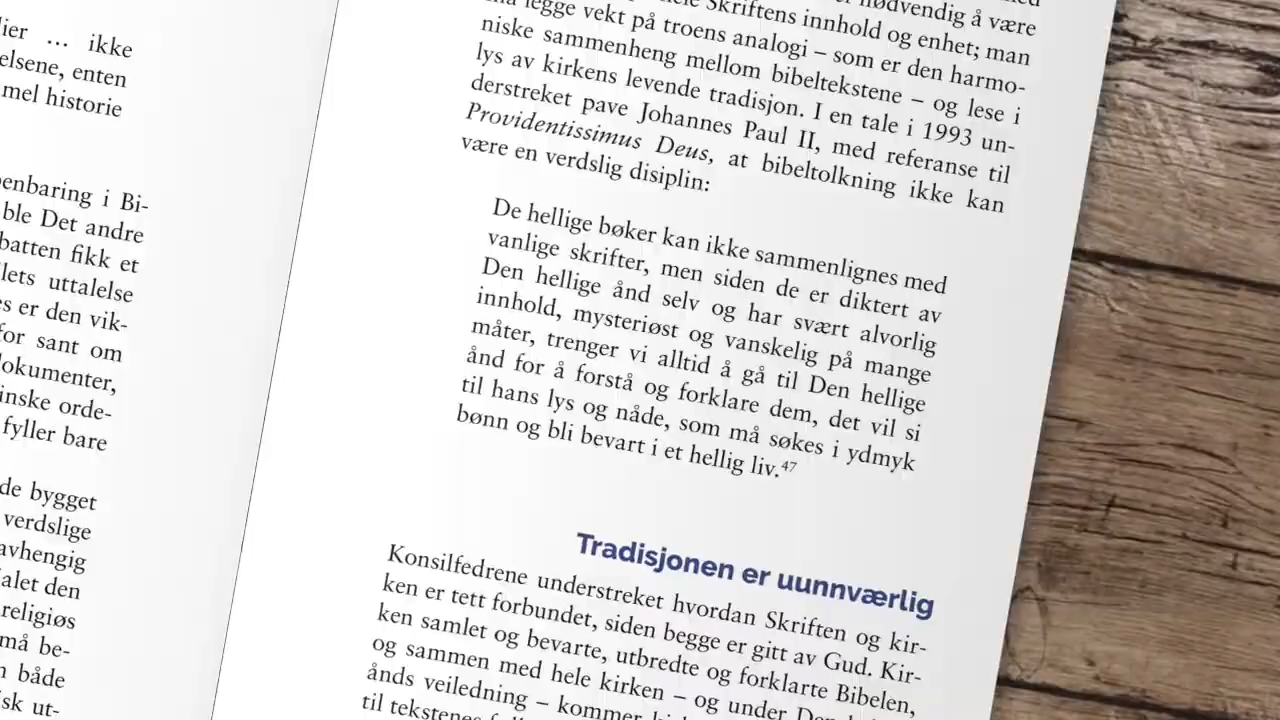 lier … ikke
elsene, enten
mel historie
enbaring i Bi-
ble Det andre
batten fikk et
lets uttalelse
es er den vik-
for sant om
lokumenter,
inske orde-
fyller bare
de bygget
verdslige
avhengig
alet den
religiøs
må be-
både
sk ut-
nødvendig å være
Skriftens innhold og enhet; man
legge vekt på troens analogi – som er den harmo-
niske sammenheng mellom bibeltekstene – og lese i
lys av kirkens levende tradisjon. I en tale i 1993 un-
derstreket pave Johannes Paul II, med referanse til
Providentissimus Deus, at bibeltolkning ikke kan
være en verdslig disiplin:
De hellige bøker kan ikke sammenlignes med
vanlige skrifter, men siden de er diktert av
Den hellige ånd selv og har svært alvorlig
innhold, mysteriøst og vanskelig på mange
måter, trenger vi alltid å gå til Den hellige
ånd for å forstå og forklare dem, det vil si
til hans lys og nåde, som må søkes i ydmyk
bønn og bli bevart i et hellig liv.⁴⁷
Tradisjonen er uunnværlig
Konsilfedrene understreket hvordan Skriften og kir-
ken er tett forbundet, siden begge er gitt av Gud. Kir-
ken samlet og bevarte, utbredte og forklarte Bibelen,
og sammen med hele kirken – og under Den
ånds veiledning – kommer
til tekstenes